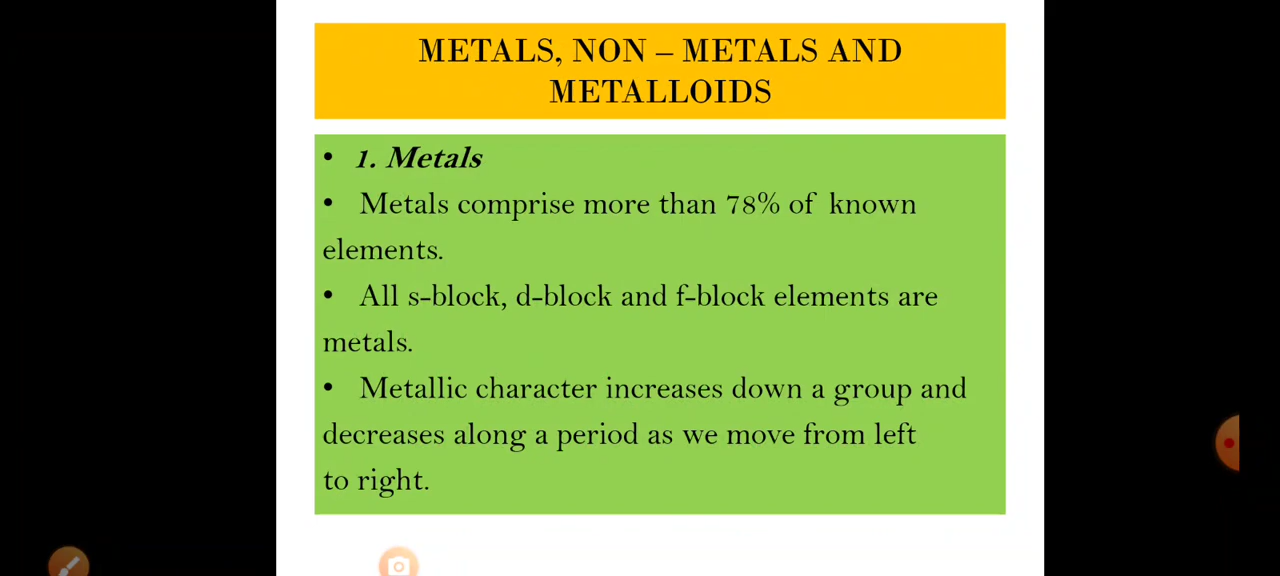 METALS, NON – METALS AND
METALLOIDS
• 1. Metals
• Metals comprise more than 78% of known
elements.
• All s-block, d-block and f-block elements are
metals.
• Metallic character increases down a group and
decreases along a period as we move from left
to right.